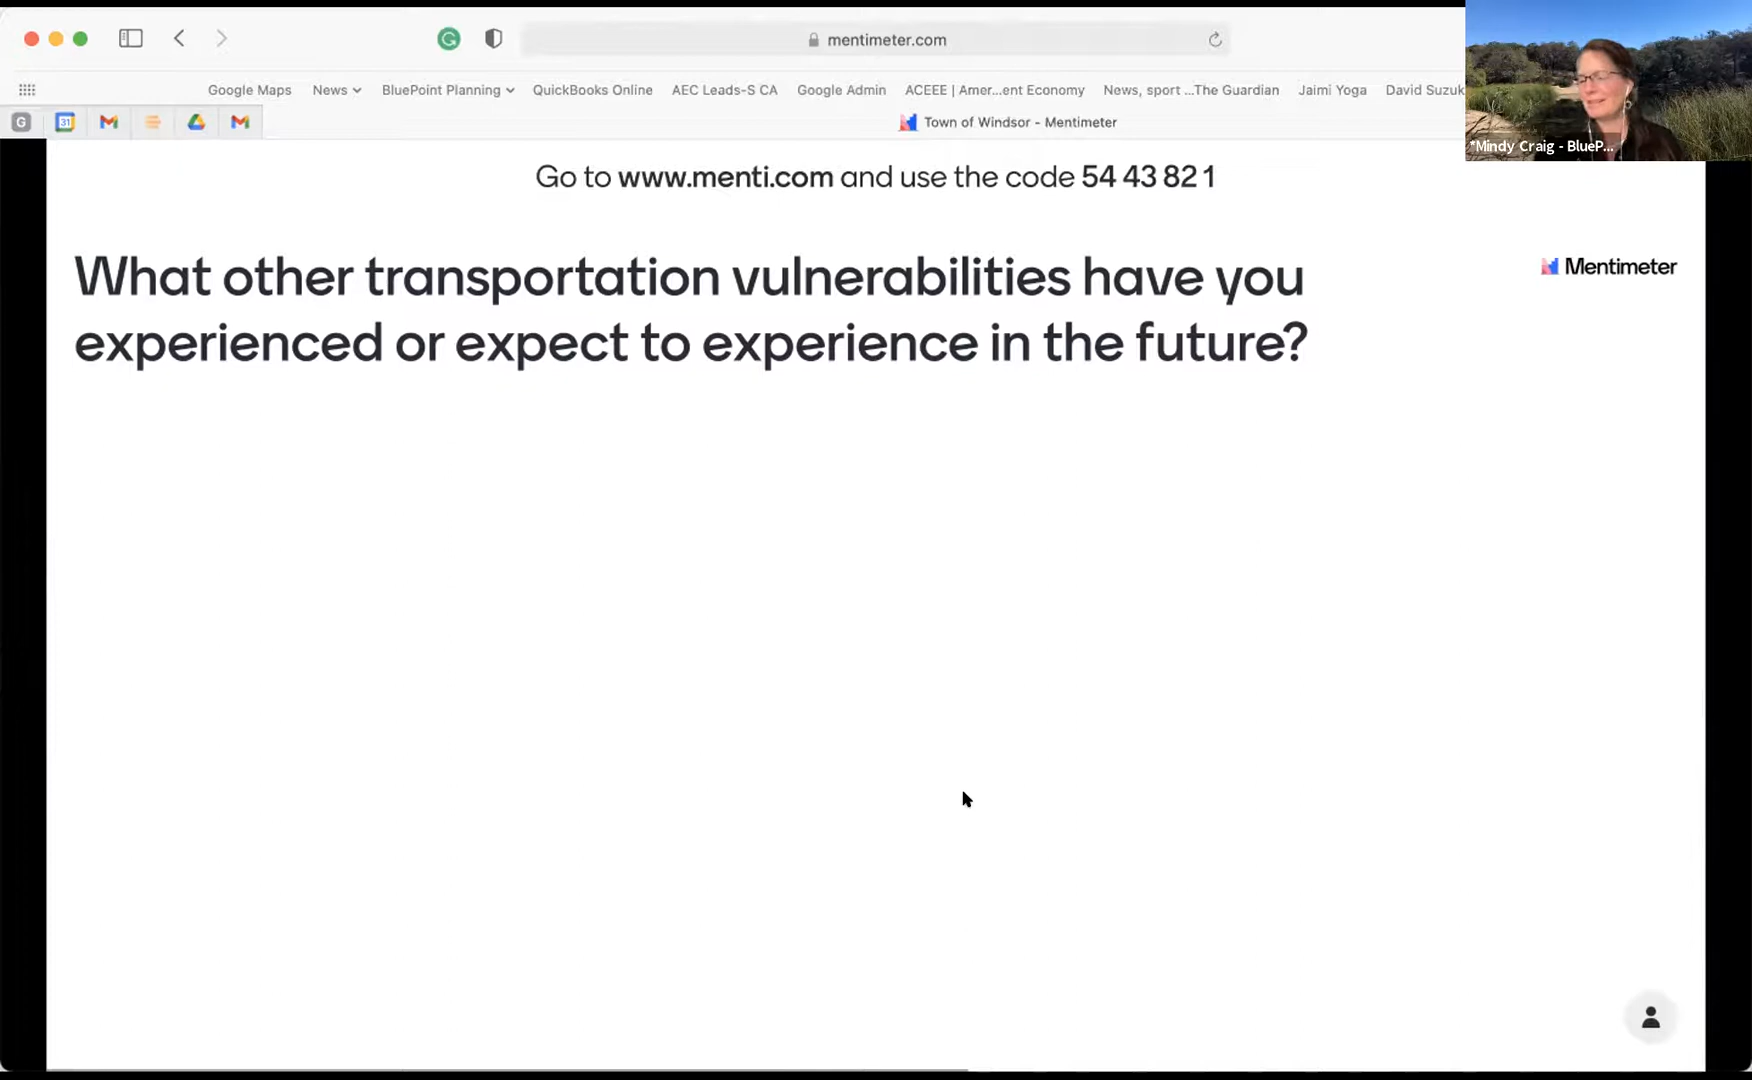 mentimeter.com
Google Maps News BluePoint Planning QuickBooks Online AEC Leads-S CA Google Admin ACEEE | Amer...ent Economy News, sport ...The Guardian Jaimi Yoga David Suzuk
G 31 Town of Windsor - Mentimeter
*Mindy Craig - BlueP...
Go to www.menti.com and use the code 54 43 82 1
What other transportation vulnerabilities have you
experienced or expect to experience in the future?
Mentimeter